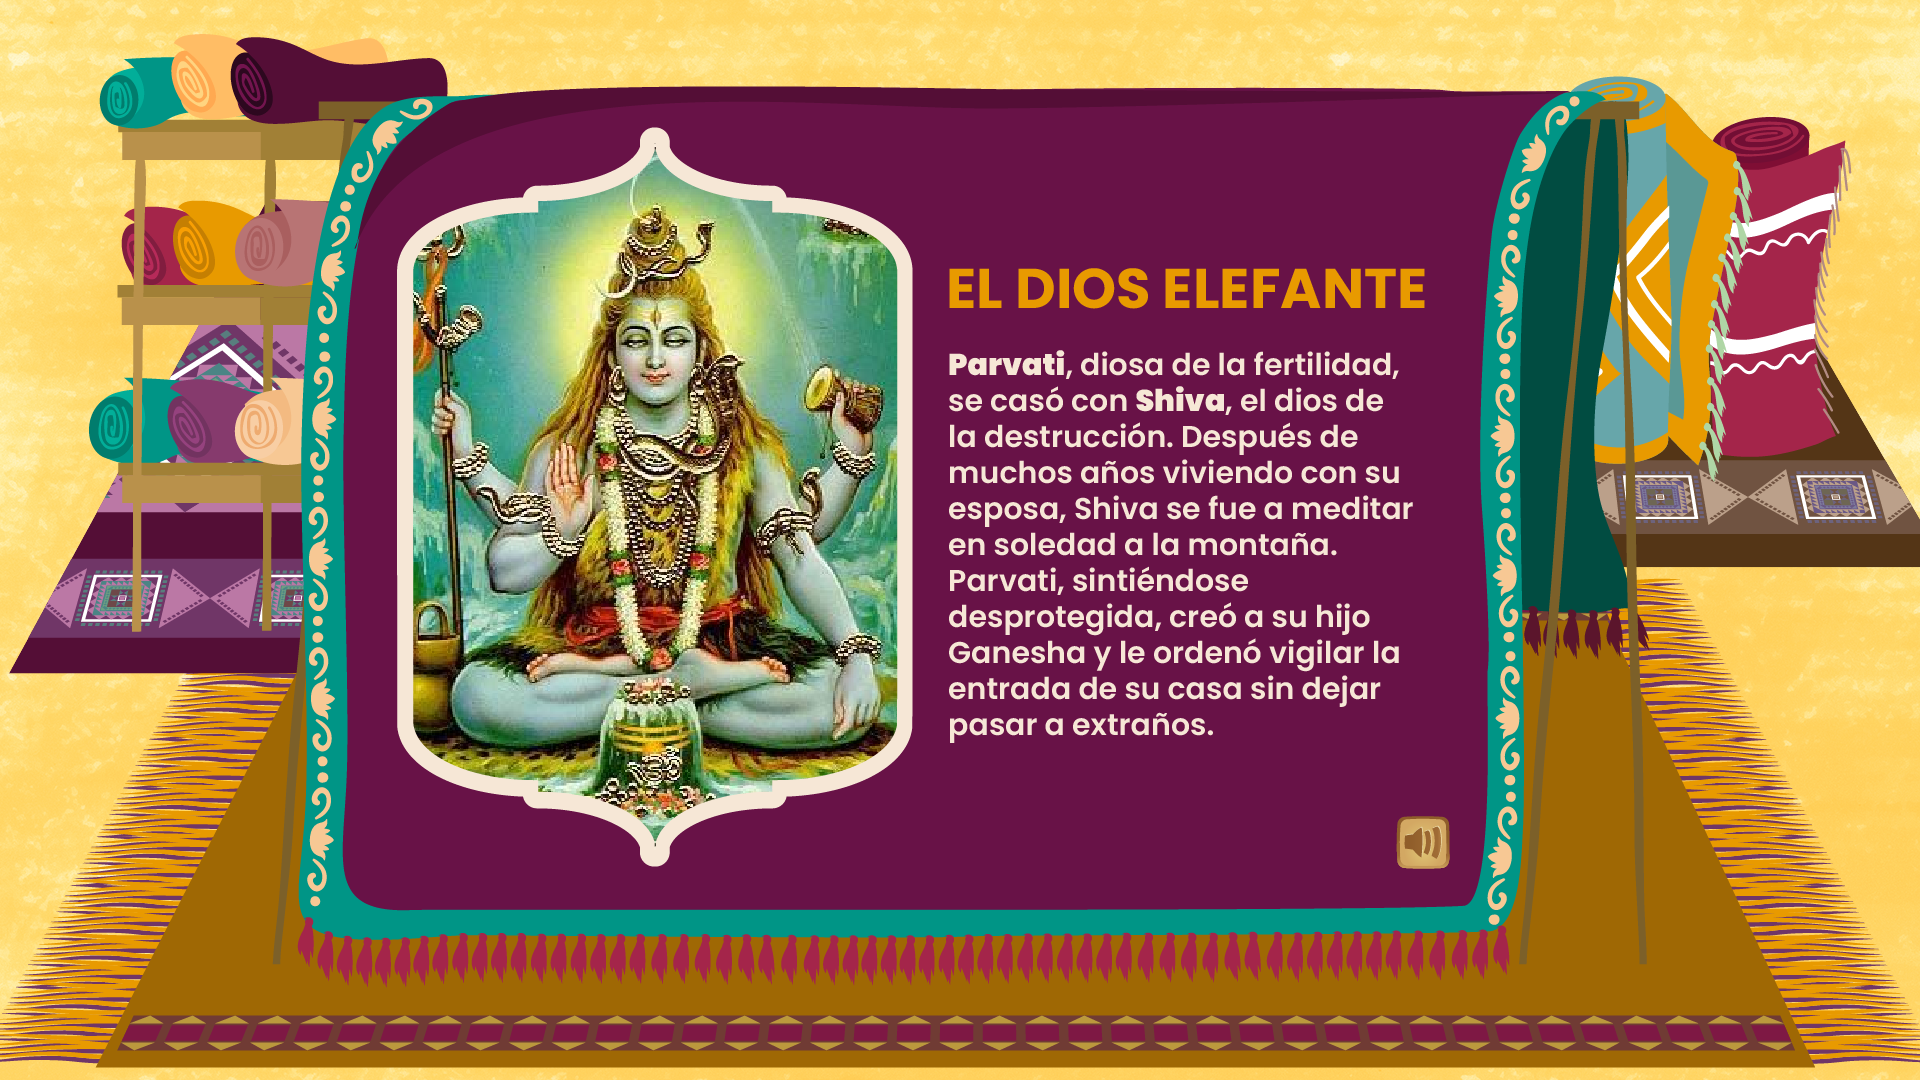 EL DIOS ELEFANTE
Parvati, diosa de la fertilidad,
se casó con Shiva, el dios de
la destrucción. Después de
muchos años viviendo con su
esposa, Shiva se fue a meditar
en soledad a la montaña.
Parvati, sintiéndose
desprotegida, creó a su hijo
Ganesha y le ordenó vigilar la
entrada de su casa sin dejar
pasar a extraños.
ॐ